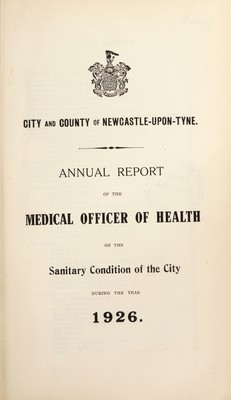 CITY AND COUNTY OF NEWCASTLE-UPON-TYNE.
ANNUAL REPORT
OF THE
MEDICAL OFFICER OF HEALTH
ON THE
Sanitary Condition of the City
DURING THE YEAR
1926.